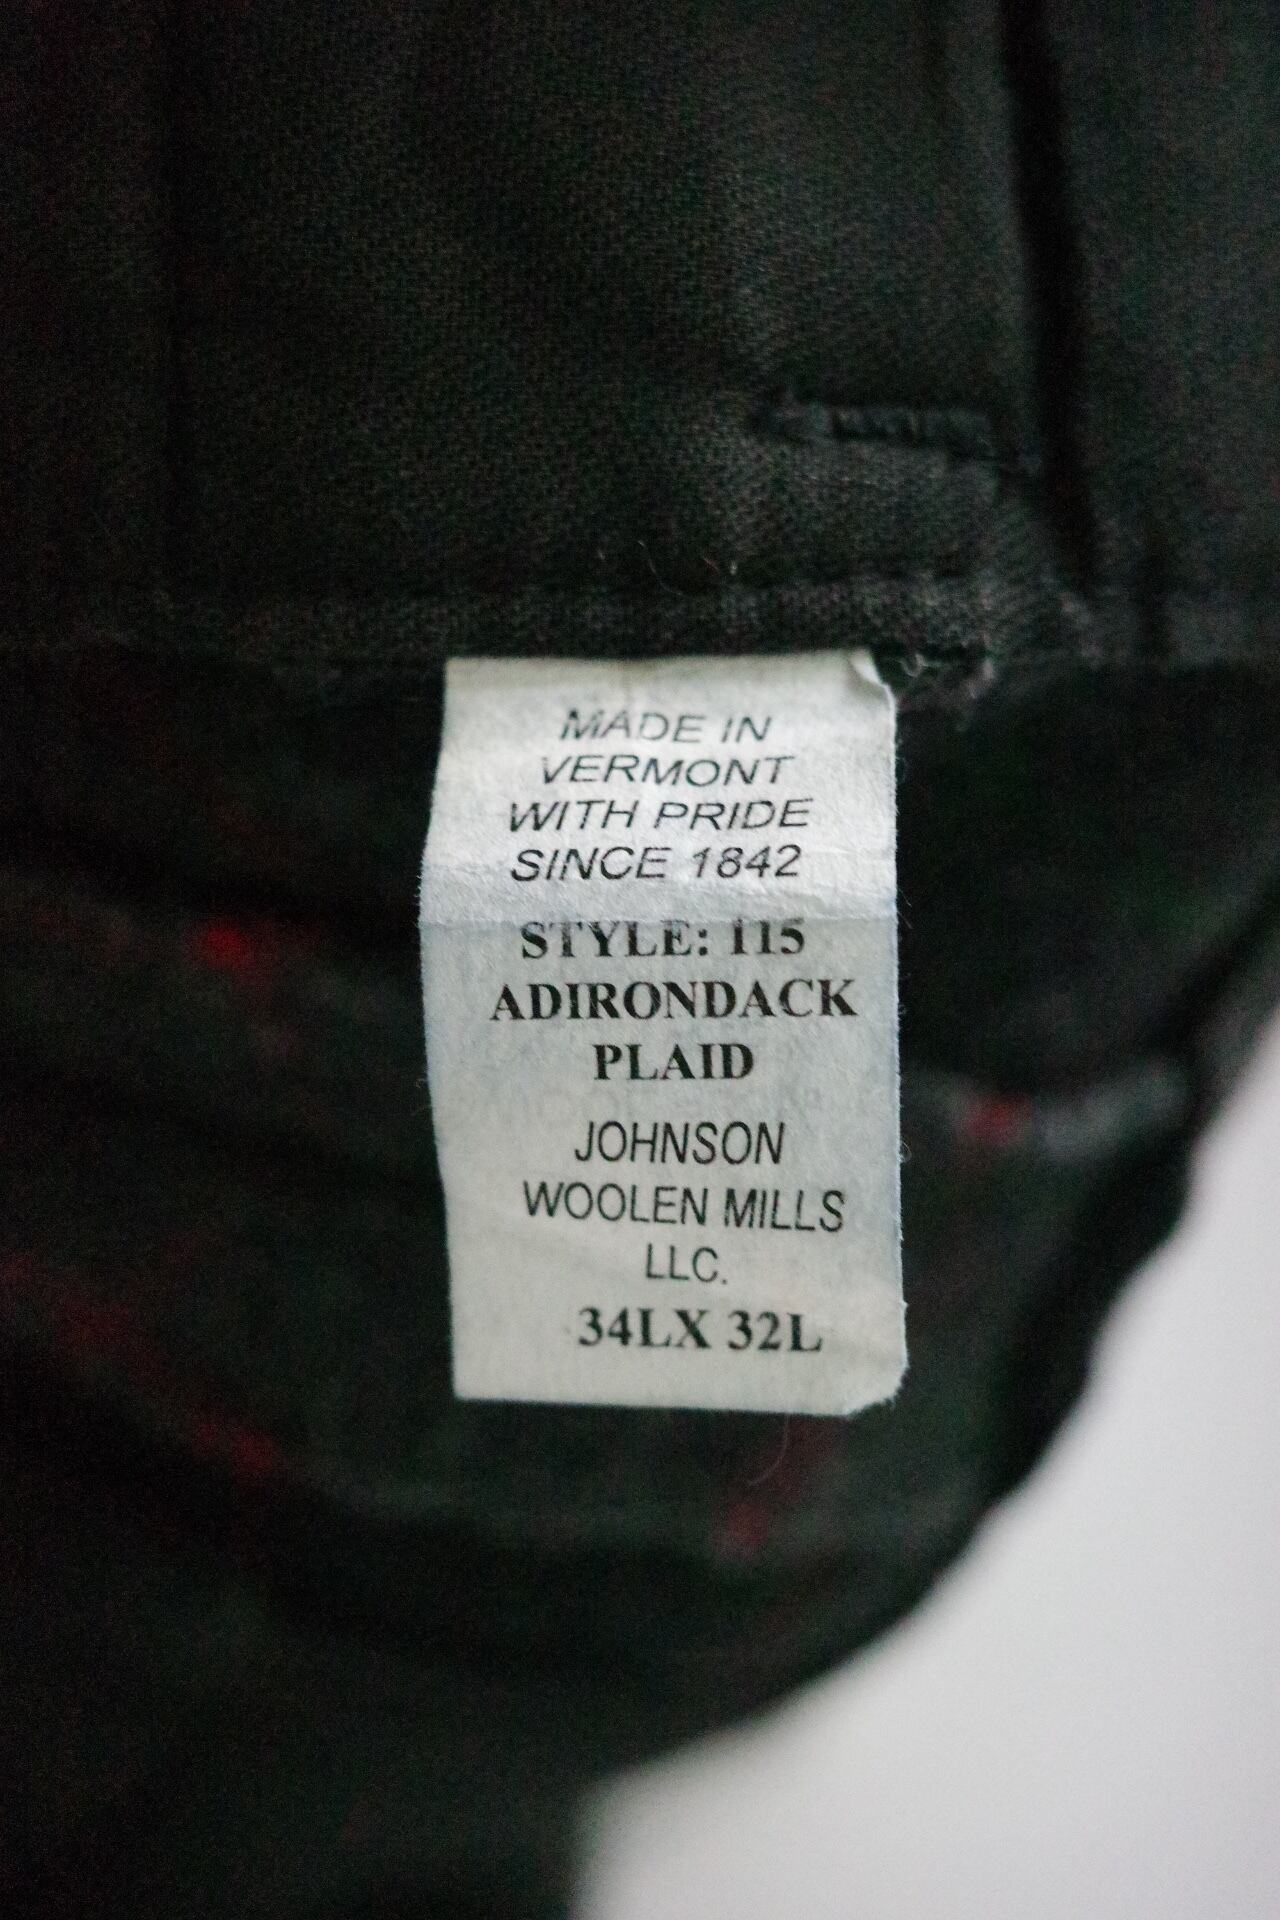 MADE IN
VERMONT
WITH PRIDE
SINCE 1842
STYLE: 115
ADIRONDACK
PLAID
JOHNSON
WOOLEN MILLS
LLC.
34LX 32L